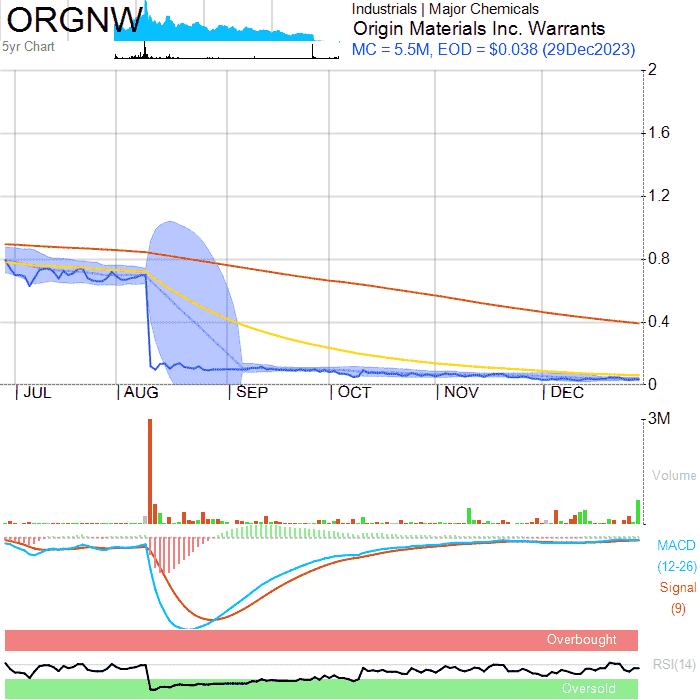 ORGNW
5yr Chart
Industrials | Major Chemicals
Origin Materials Inc. Warrants
MC = 5.5M, EOD = $0.038 (29Dec2023)
2
1.6
1.2
0.8
0.4
0
JUL AUG SEP OCT NOV DEC
3M
Volume
MACD
(12-26)
Signal
(9)
Overbought
RSI(14)
Oversold